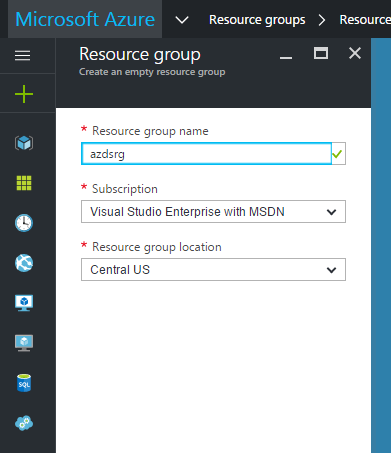 Microsoft Azure Resource groups Resource
Resource group
Create an empty resource group
* Resource group name
azdsrg
* Subscription
Visual Studio Enterprise with MSDN
* Resource group location
Central US
SQL